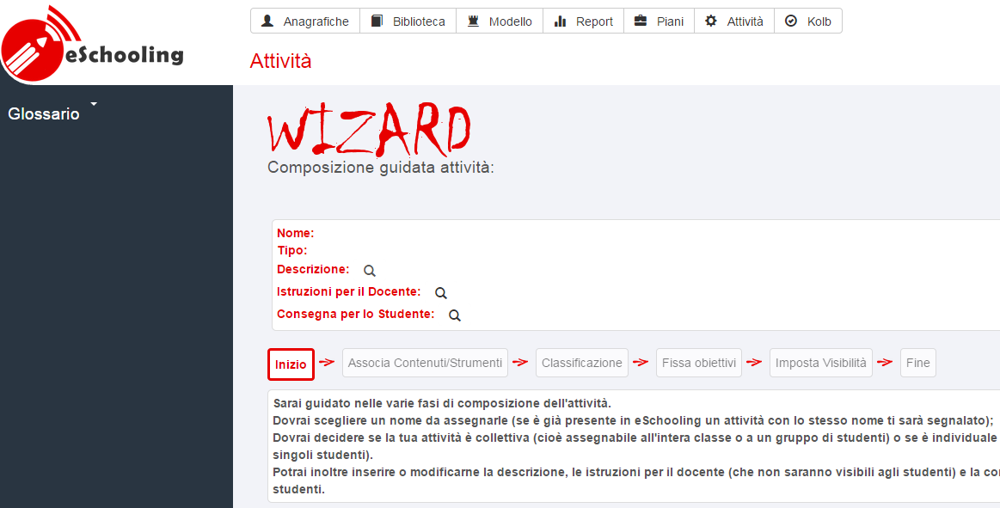 eSchooling
Anagrafiche Biblioteca Modello Report Piani Attività Kolb
Attività
Glossario
WIZARD
Composizione guidata attività:
Nome:
Tipo:
Descrizione:
Istruzioni per il Docente:
Consegna per lo Studente:
Inizio Associa Contenuti/Strumenti Classificazione Fissa obiettivi Imposta Visibilità Fine
Sarai guidato nelle varie fasi di composizione dell'attività.
Dovrai scegliere un nome da assegnarle (se è già presente in eSchooling un attività con lo stesso nome ti sarà segnalato);
Dovrai decidere se la tua attività è collettiva (cioè assegnabile all'intera classe o a un gruppo di studenti) o se è individuale
singoli studenti).
Potrai inoltre inserire o modificarne la descrizione, le istruzioni per il docente (che non saranno visibili agli studenti) e la
studenti.